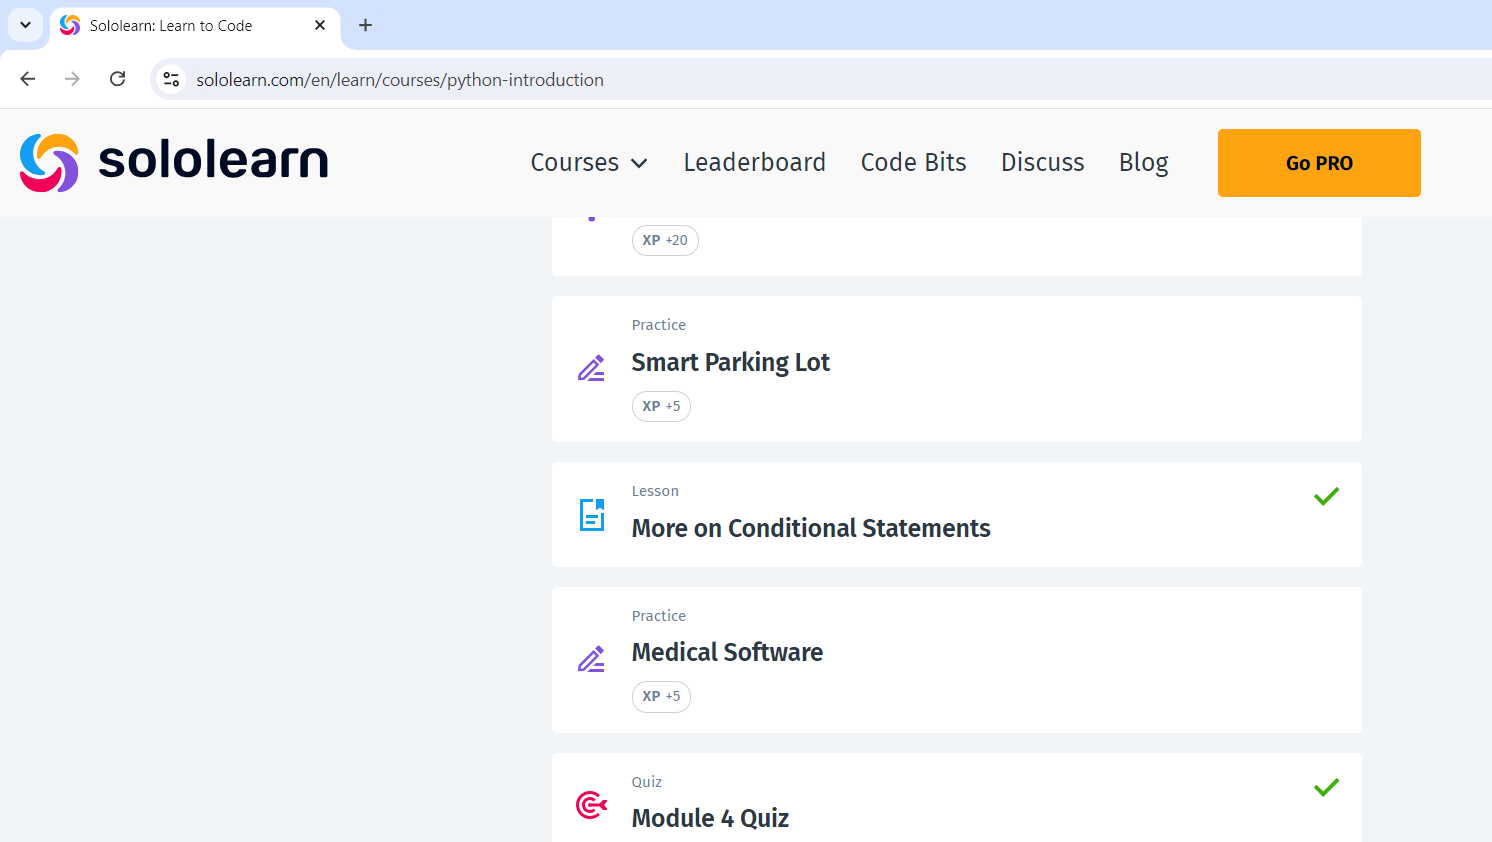 Sololearn: Learn to Code
sololearn.com/en/learn/courses/python-introduction
sololearn
Courses
Leaderboard
Code Bits
Discuss
Blog
Go PRO
XP +20
Practice
Smart Parking Lot
XP +5
Lesson
More on Conditional Statements
Practice
Medical Software
XP +5
Quiz
Module 4 Quiz